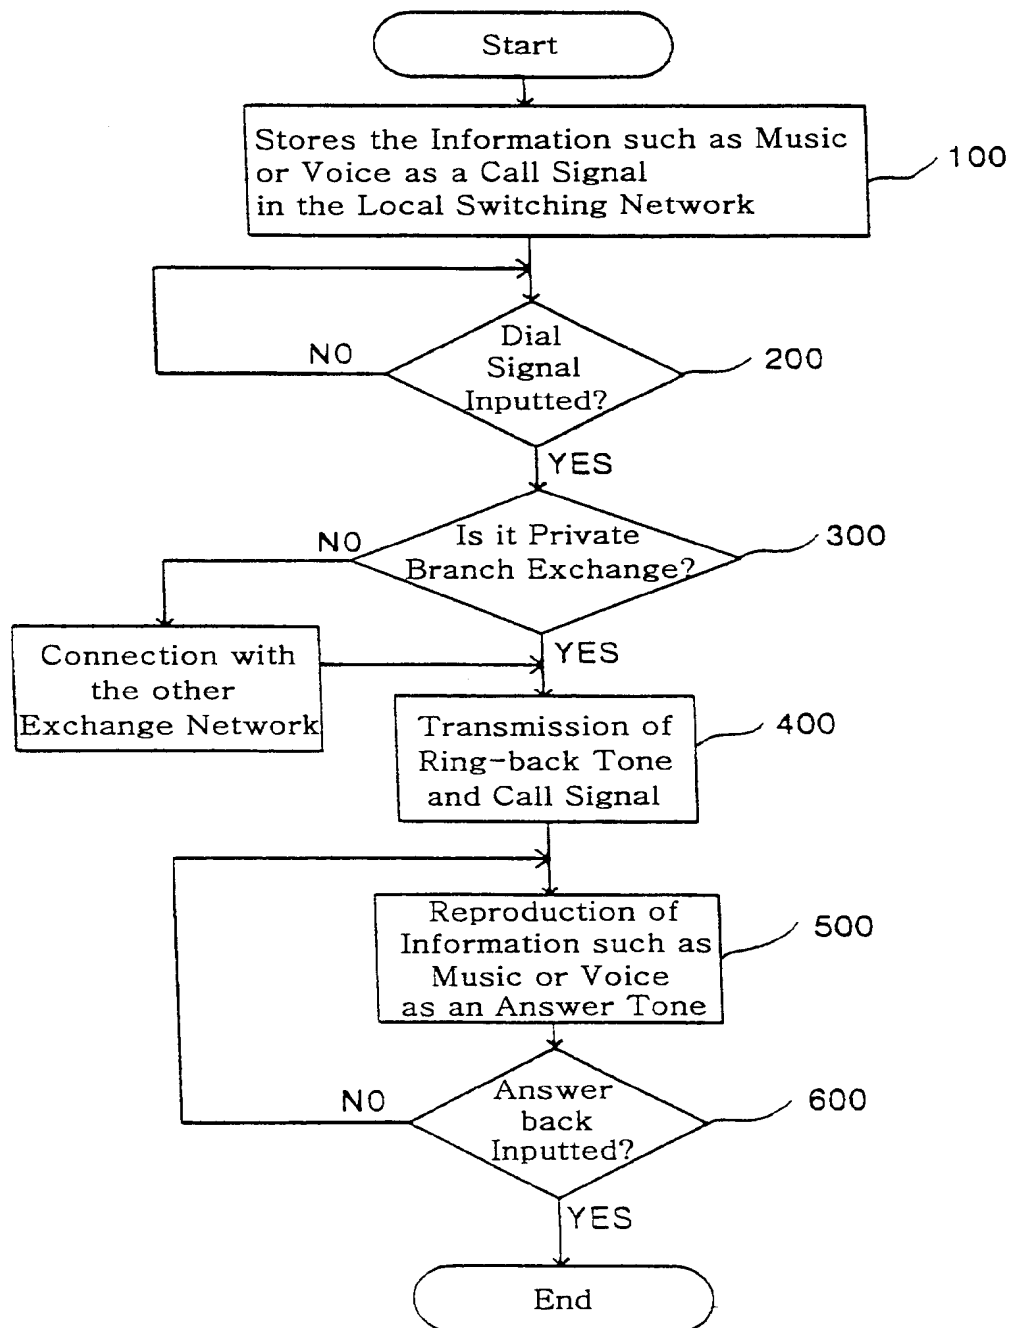 Start
Stores the Information such as Music
or Voice as a Call Signal
in the Local Switching Network
100
Dial
Signal
Inputted?
NO
200
YES
Is it Private
Branch Exchange?
NO
300
YES
Connection with
the other
Exchange Network
Transmission of
Ring-back Tone
and Call Signal
400
Reproduction of
Information such as
Music or Voice
as an Answer Tone
500
Answer
back
Inputted?
NO
600
YES
End